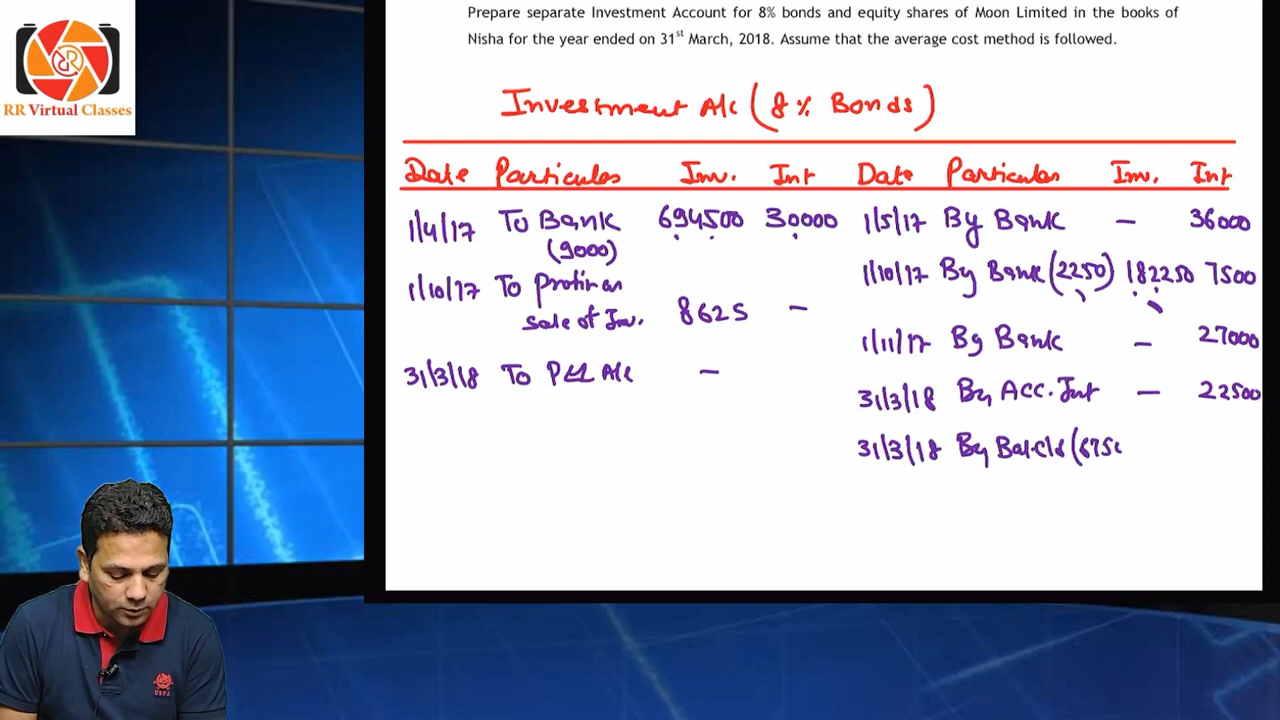 RR Virtual Classes
Prepare separate Investment Account for 8% bonds and equity shares of Moon Limited in the books of
Nisha for the year ended on 31st March, 2018. Assume that the average cost method is followed.
Investment A/c (8% Bonds)
Date Particulars Inv. Int Date Particulars Inv. Int
1/4/17 To Bank 694500 30000 1/5/17 By Bank — 36000
(9000)
1/10/17 To Profit on 1/10/17 By Bank (2250) 182250 7500
sale of Inv. 8625 —
1/11/17 By Bank — 27000
31/3/18 To P&L A/c —
31/3/18 By Acc. Int — 22500
31/3/18 By Bal c/d (675
USPA